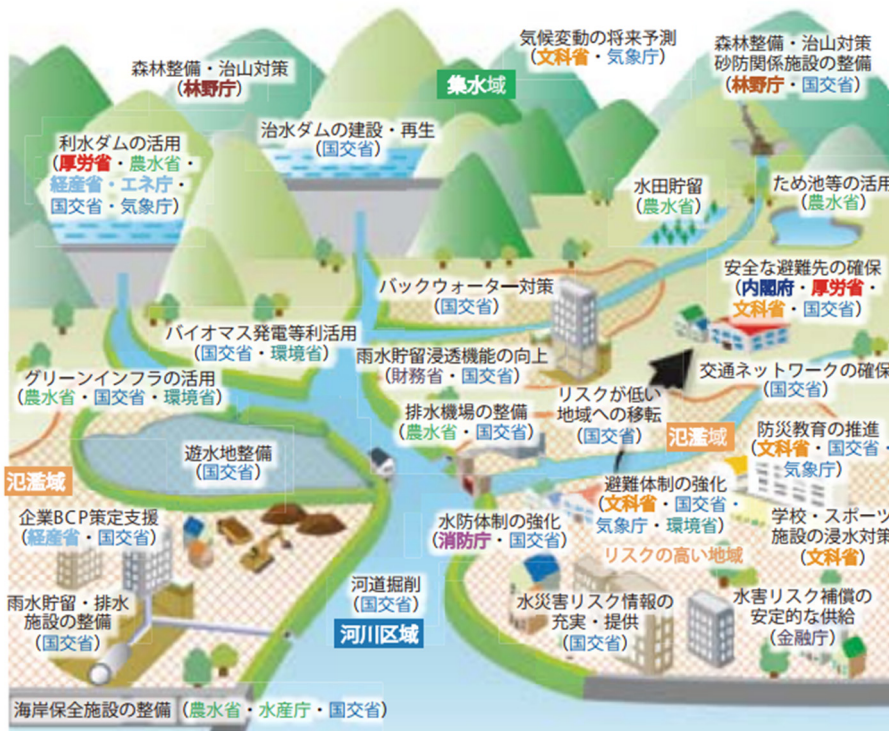 気候変動の将来予測
(文科省・気象庁)
森林整備・治山対策
砂防関係施設の整備
(林野庁・国交省)
森林整備・治山対策
(林野庁)
集水域
利水ダムの活用
(厚労省・農水省・
経産省・エネ庁・
国交省・気象庁)
治水ダムの建設・再生
(国交省)
水田貯留
(農水省)
ため池等の活用
(農水省)
安全な避難先の確保
(内閣府・厚労省・
文科省・国交省)
バックウォーター対策
(国交省)
バイオマス発電等利活用
(国交省・環境省)
雨水貯留浸透機能の向上
(財務省・国交省)
交通ネットワークの確保
(国交省)
グリーンインフラの活用
(農水省・国交省・環境省)
排水機場の整備
(農水省・国交省)
リスクが低い
地域への移転
(国交省)
氾濫域
防災教育の推進
(文科省・国交省・
気象庁)
遊水地整備
(国交省)
氾濫域
避難体制の強化
(文科省・国交省・
気象庁・環境省)
企業BCP策定支援
(経産省・国交省)
水防体制の強化
(消防庁・国交省)
学校・スポーツ
施設の浸水対策
(文科省)
リスクの高い地域
河道掘削
(国交省)
河川区域
雨水貯留・排水
施設の整備
(国交省)
水災害リスク情報の
充実・提供
(国交省)
水害リスク補償の
安定的な供給
(金融庁)
海岸保全施設の整備(農水省・水産庁・国交省)